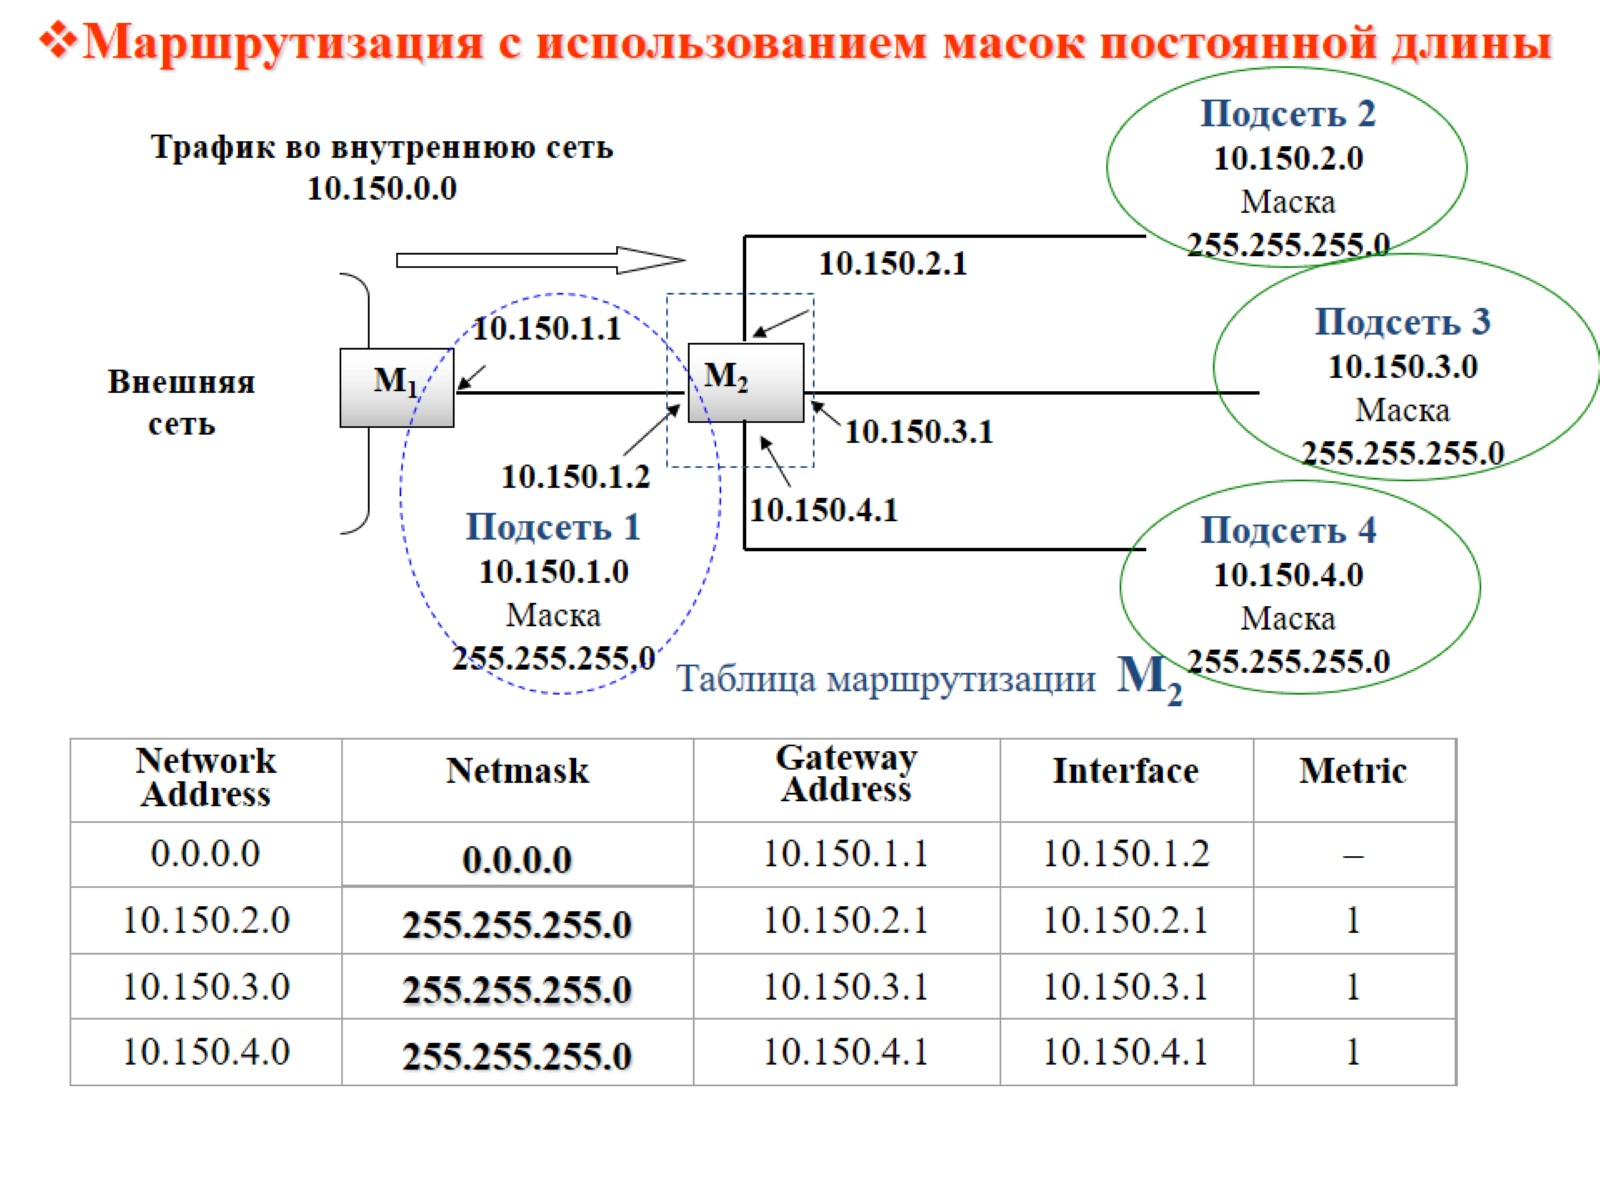 ❖Маршрутизация с использованием масок постоянной длины
Трафик во внутреннюю сеть
10.150.0.0
Подсеть 2
10.150.2.0
Маска
255.255.255.0
10.150.2.1
10.150.1.1
M₁
M₂
Внешняя
сеть
Подсеть 3
10.150.3.0
Маска
255.255.255.0
10.150.3.1
10.150.1.2
10.150.4.1
Подсеть 1
10.150.1.0
Маска
255.255.255.0
Подсеть 4
10.150.4.0
Маска
255.255.255.0
Таблица маршрутизации M₂
Network Address Netmask Gateway Address Interface Metric
0.0.0.0 0.0.0.0 10.150.1.1 10.150.1.2 –
10.150.2.0 255.255.255.0 10.150.2.1 10.150.2.1 1
10.150.3.0 255.255.255.0 10.150.3.1 10.150.3.1 1
10.150.4.0 255.255.255.0 10.150.4.1 10.150.4.1 1